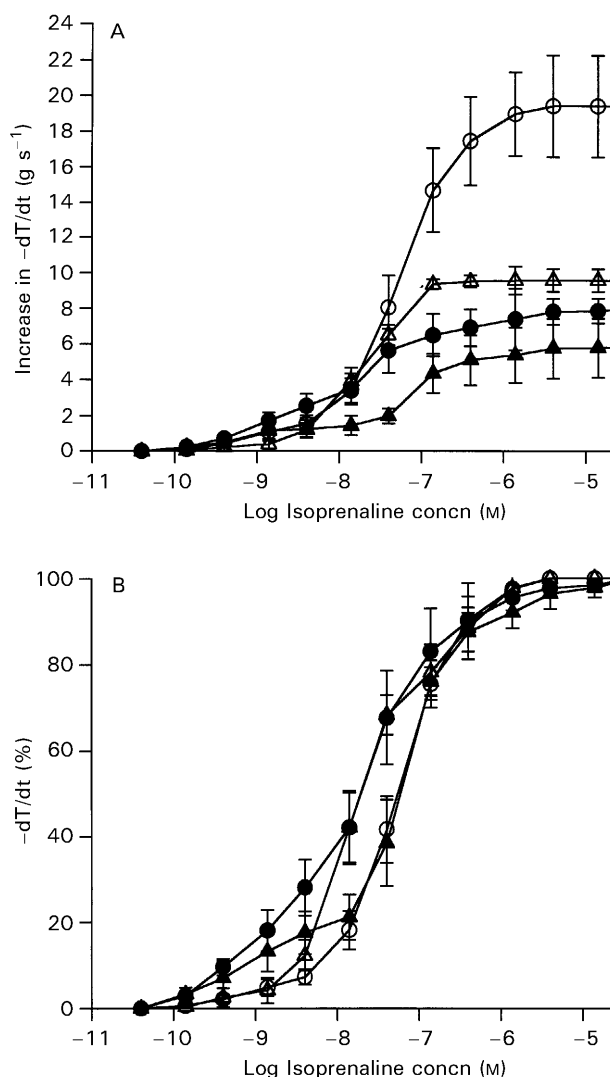 A
24
22
20
18
16
14
12
10
8
6
4
2
0
Increase in −dT/dt (g s⁻¹)
−11 −10 −9 −8 −7 −6 −5
Log Isoprenaline concn (M)
B
100
80
60
40
20
0
−dT/dt (%)
−11 −10 −9 −8 −7 −6 −5
Log Isoprenaline concn (M)